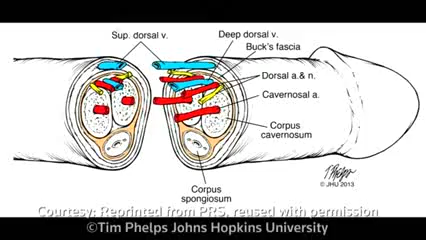 Sup. dorsal v.
Deep dorsal v.
Buck's fascia
Dorsal a.& n.
Cavernosal a.
Corpus
cavernosum
Corpus
spongiosum
TPhelps
© JHU 2013
Courtesy: Reprinted from PRS, reused with permission
©Tim Phelps Johns Hopkins University